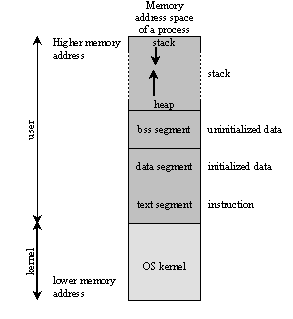 Memory
address space
of a process
Higher memory
address
stack
stack
heap
bss segment
uninitialized data
user
data segment
initialized data
text segment
instruction
kernel
OS kernel
lower memory
address